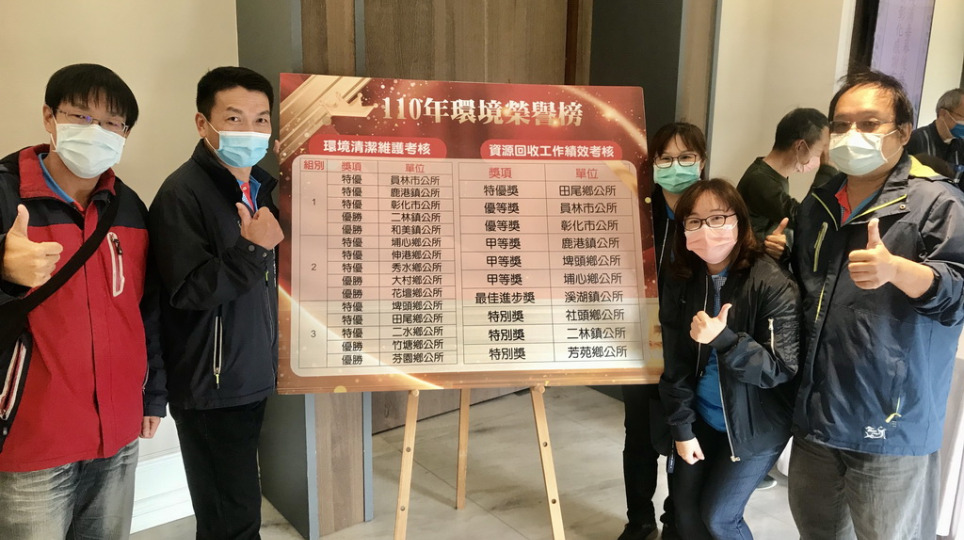 110年環境榮譽榜
環境清潔維護考核
組別 獎項 單位
1
特優 員林市公所
特優 鹿港鎮公所
特優 彰化市公所
優勝 二林鎮公所
優勝 和美鎮公所
2
特優 埔心鄉公所
特優 伸港鄉公所
特優 秀水鄉公所
優勝 大村鄉公所
優勝 花壇鄉公所
3
特優 埤頭鄉公所
特優 田尾鄉公所
特優 二水鄉公所
優勝 竹塘鄉公所
優勝 芬園鄉公所
資源回收工作績效考核
獎項 單位
特優獎 田尾鄉公所
優等獎 員林市公所
優等獎 彰化市公所
甲等獎 鹿港鎮公所
甲等獎 埤頭鄉公所
甲等獎 埔心鄉公所
最佳進步獎 溪湖鎮公所
特別獎 社頭鄉公所
特別獎 二林鎮公所
特別獎 芳苑鄉公所